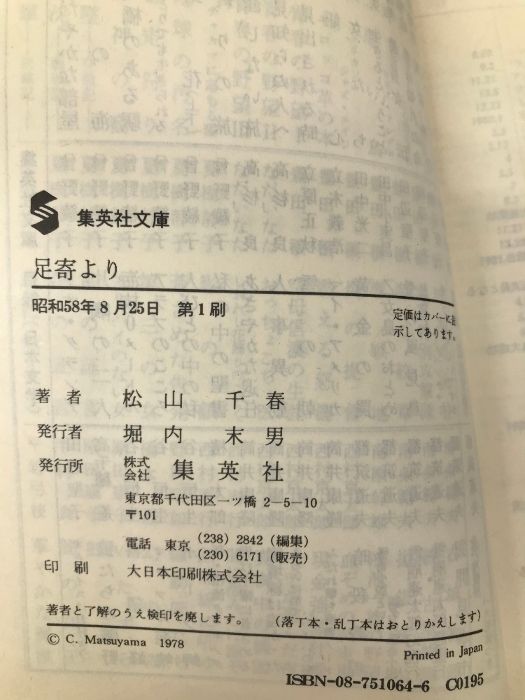 集英社文庫
足寄より
昭和58年8月25日 第1刷
定価はカバーに表
示してあります。
著者 松山千春
発行者 堀内末男
発行所 株式会社 集英社
東京都千代田区一ツ橋 2-5-10
〒101
電話 東京 (238) 2842 (編集)
(230) 6171 (販売)
印刷 大日本印刷株式会社
著者と了解のうえ検印を廃します。 (落丁本・乱丁本はおとりかえします)
© C. Matsuyama 1978
Printed in Japan
ISBN4-08-751064-6 C0195